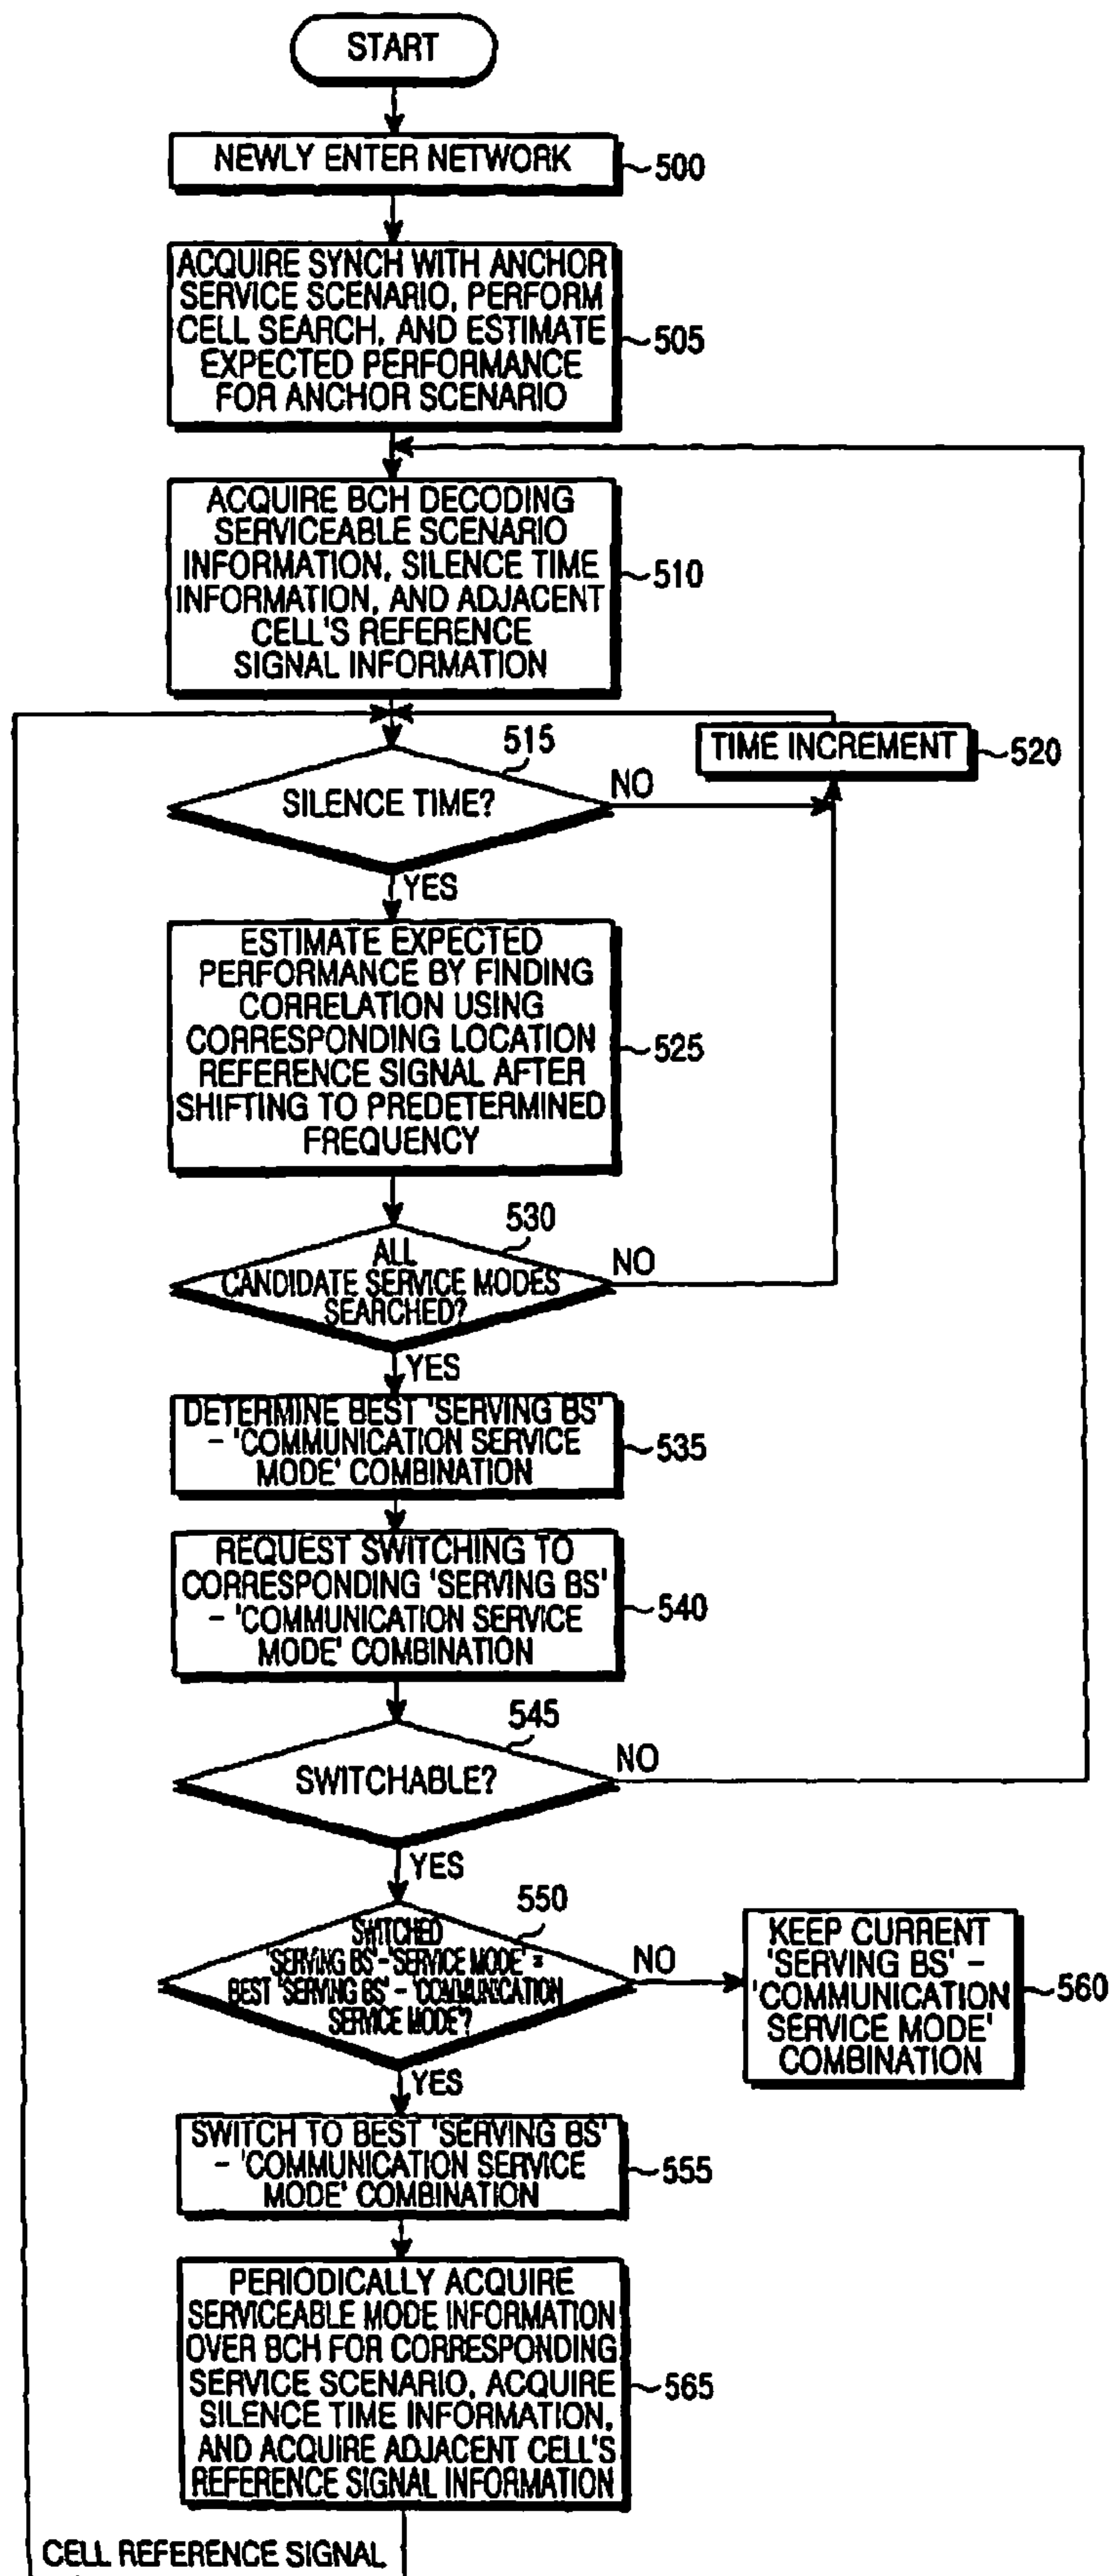 START
NEWLY ENTER NETWORK
500
ACQUIRE SYNCH WITH ANCHOR
SERVICE SCENARIO, PERFORM
CELL SEARCH, AND ESTIMATE
EXPECTED PERFORMANCE
FOR ANCHOR SCENARIO
505
ACQUIRE BCH DECODING
SERVICEABLE SCENARIO
INFORMATION, SILENCE TIME
INFORMATION, AND ADJACENT
CELL'S REFERENCE
SIGNAL INFORMATION
510
515
SILENCE TIME?
NO
TIME INCREMENT
520
YES
ESTIMATE EXPECTED
PERFORMANCE BY FINDING
CORRELATION USING
CORRESPONDING LOCATION
REFERENCE SIGNAL AFTER
SHIFTING TO PREDETERMINED
FREQUENCY
525
530
ALL
CANDIDATE SERVICE MODES
SEARCHED?
NO
YES
DETERMINE BEST 'SERVING BS'
- 'COMMUNICATION SERVICE
MODE' COMBINATION
535
REQUEST SWITCHING TO
CORRESPONDING 'SERVING BS'
- 'COMMUNICATION SERVICE
MODE' COMBINATION
540
545
SWITCHABLE?
NO
YES
550
SWITCHED
'SERVING BS'-'SERVICE MODE' =
BEST 'SERVING BS' - 'COMMUNICATION
SERVICE MODE'?
NO
KEEP CURRENT
'SERVING BS' -
'COMMUNICATION
SERVICE MODE'
COMBINATION
560
YES
SWITCH TO BEST 'SERVING BS'
- 'COMMUNICATION SERVICE
MODE' COMBINATION
555
PERIODICALLY ACQUIRE
SERVICEABLE MODE INFORMATION
OVER BCH FOR CORRESPONDING
SERVICE SCENARIO, ACQUIRE
SILENCE TIME INFORMATION,
AND ACQUIRE ADJACENT CELL'S
REFERENCE SIGNAL INFORMATION
565
CELL REFERENCE SIGNAL